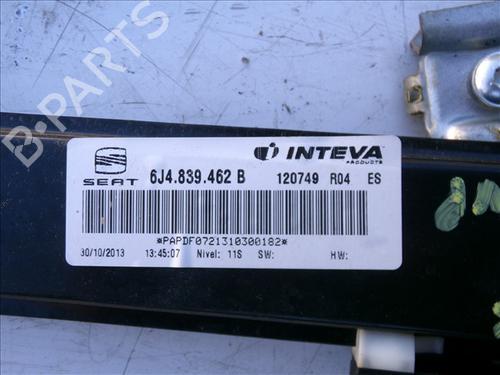 B-PARTS
SEAT
6J4.839.462 B
INTEVA
PRODUCTS
120749 R04 ES
*PAPDF0721310300182*
30/10/2013 13:45:07 Nivel: 11S SW: HW: